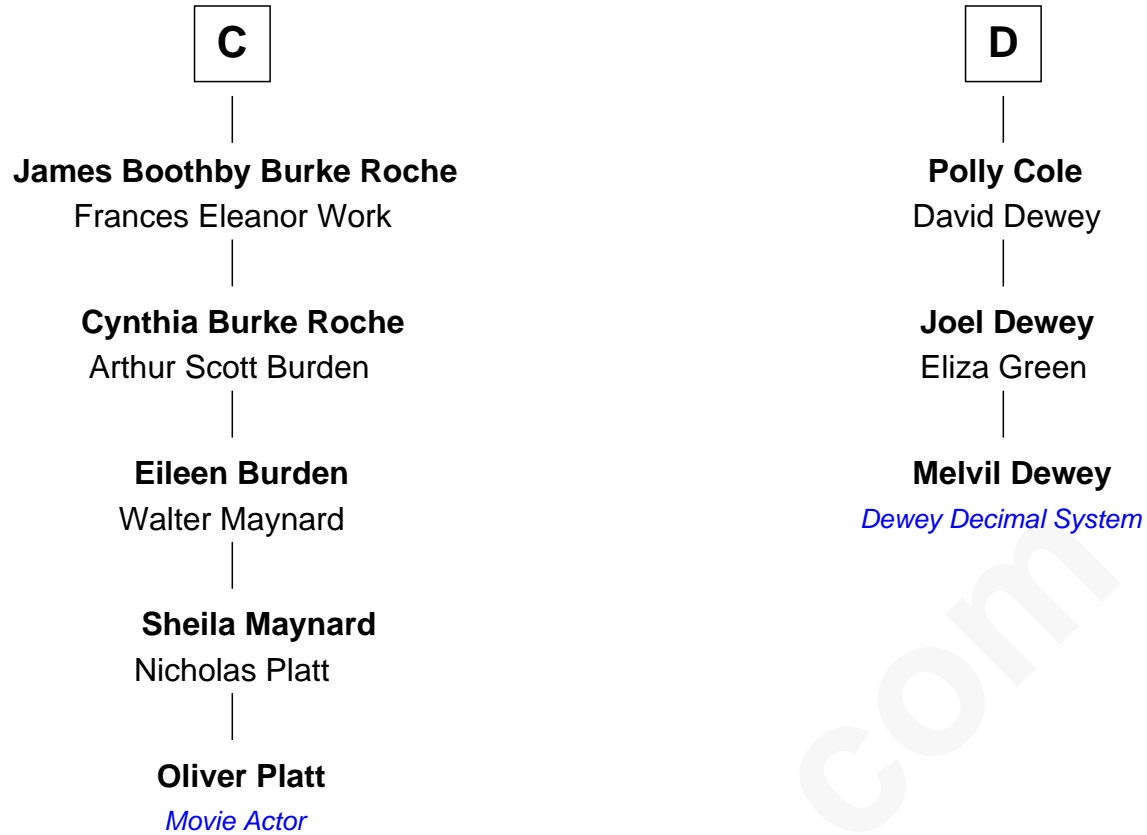 C
James Boothby Burke Roche
Frances Eleanor Work
Cynthia Burke Roche
Arthur Scott Burden
Eileen Burden
Walter Maynard
Sheila Maynard
Nicholas Platt
Oliver Platt
Movie Actor
D
Polly Cole
David Dewey
Joel Dewey
Eliza Green
Melvil Dewey
Dewey Decimal System
com